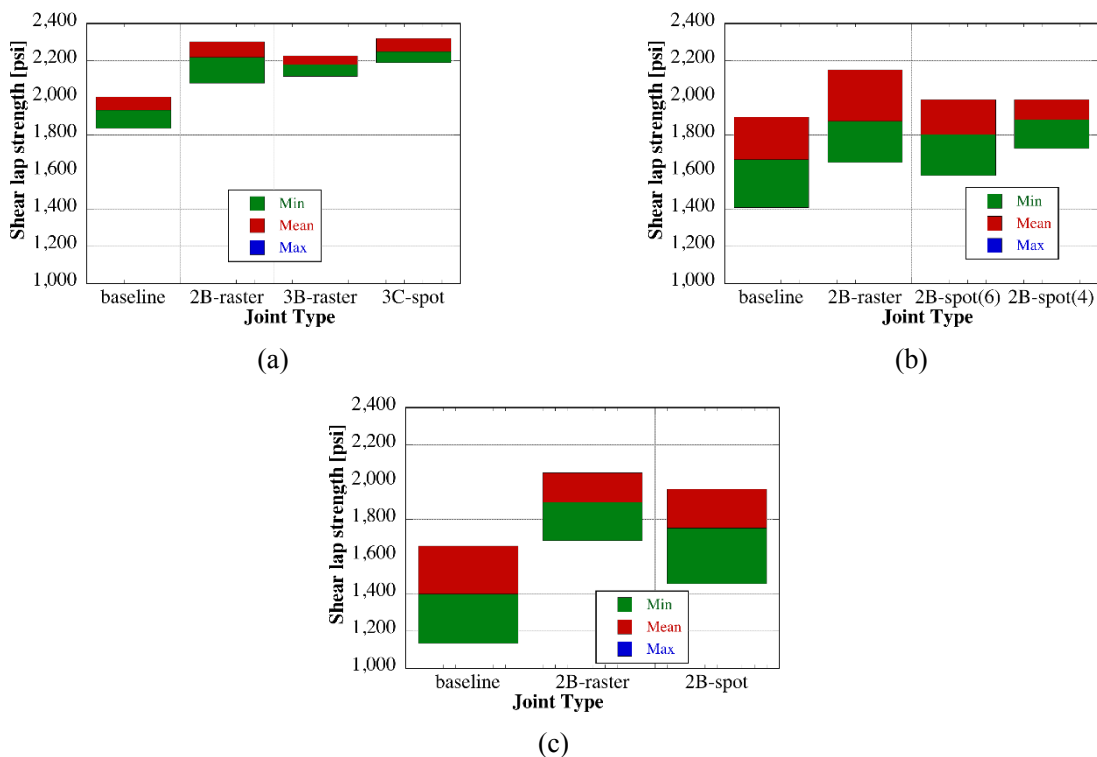 Shear lap strength [psi]
2,400
2,200
2,000
1,800
1,600
1,400
1,200
1,000
Min
Mean
Max
baseline 2B-raster 3B-raster 3C-spot
Joint Type
(a)
Shear lap strength [psi]
2,400
2,200
2,000
1,800
1,600
1,400
1,200
1,000
Min
Mean
Max
baseline 2B-raster 2B-spot(6) 2B-spot(4)
Joint Type
(b)
Shear lap strength [psi]
2,400
2,200
2,000
1,800
1,600
1,400
1,200
1,000
Min
Mean
Max
baseline 2B-raster 2B-spot
Joint Type
(c)